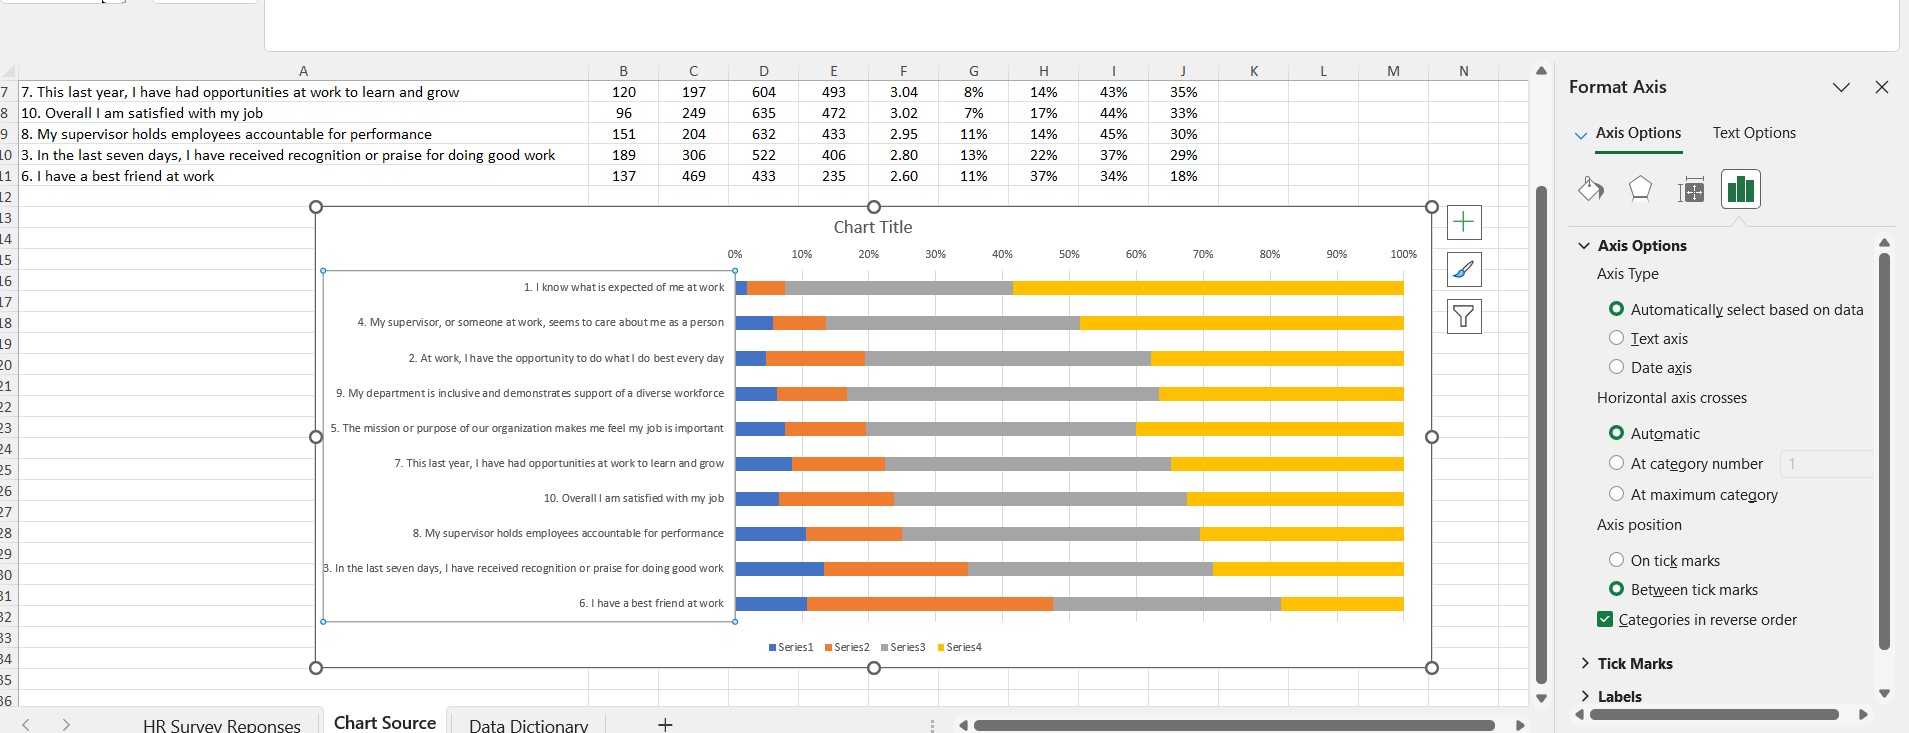 A B C D E F G H I J K L M N
7 7. This last year, I have had opportunities at work to learn and grow 120 197 604 493 3.04 8% 14% 43% 35%
8 10. Overall I am satisfied with my job 96 249 635 472 3.02 7% 17% 44% 33%
9 8. My supervisor holds employees accountable for performance 151 204 632 433 2.95 11% 14% 45% 30%
10 3. In the last seven days, I have received recognition or praise for doing good work 189 306 522 406 2.80 13% 22% 37% 29%
11 6. I have a best friend at work 137 469 433 235 2.60 11% 37% 34% 18%
12
13
14
15
16
17
18
19
20
21
22
23
24
25
26
27
28
29
30
31
32
33
34
35
36
Chart Title
0% 10% 20% 30% 40% 50% 60% 70% 80% 90% 100%
1. I know what is expected of me at work
4. My supervisor, or someone at work, seems to care about me as a person
2. At work, I have the opportunity to do what I do best every day
9. My department is inclusive and demonstrates support of a diverse workforce
5. The mission or purpose of our organization makes me feel my job is important
7. This last year, I have had opportunities at work to learn and grow
10. Overall I am satisfied with my job
8. My supervisor holds employees accountable for performance
3. In the last seven days, I have received recognition or praise for doing good work
6. I have a best friend at work
Series1 Series2 Series3 Series4
HR Survey Reponses Chart Source Data Dictionary
Format Axis
Axis Options Text Options
Axis Options
Axis Type
Automatically select based on data
Text axis
Date axis
Horizontal axis crosses
Automatic
At category number 1
At maximum category
Axis position
On tick marks
Between tick marks
Categories in reverse order
Tick Marks
Labels